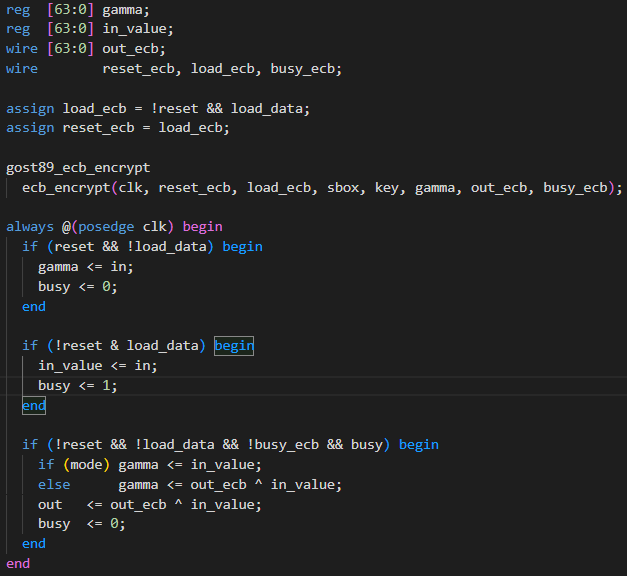 reg  [63:0] gamma;
reg  [63:0] in_value;
wire [63:0] out_ecb;
wire        reset_ecb, load_ecb, busy_ecb;
assign load_ecb = !reset && load_data;
assign reset_ecb = load_ecb;
gost89_ecb_encrypt
  ecb_encrypt(clk, reset_ecb, load_ecb, sbox, key, gamma, out_ecb, busy_ecb);
always @(posedge clk) begin
  if (reset && !load_data) begin
    gamma <= in;
    busy <= 0;
  end
  if (!reset & load_data) begin
    in_value <= in;
    busy <= 1;
  end
  if (!reset && !load_data && !busy_ecb && busy) begin
    if (mode) gamma <= in_value;
    else      gamma <= out_ecb ^ in_value;
    out   <= out_ecb ^ in_value;
    busy  <= 0;
  end
end